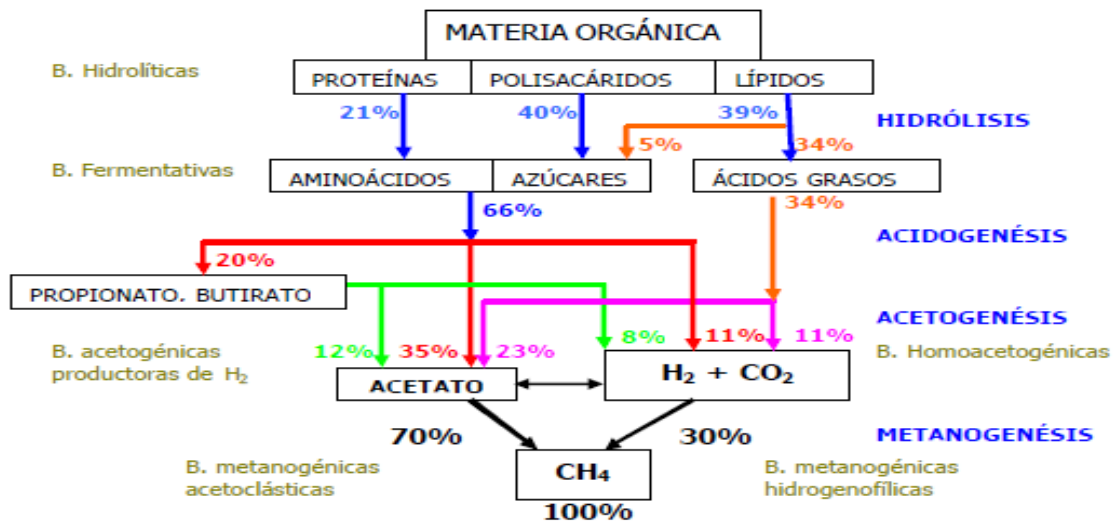 MATERIA ORGÁNICA
B. Hidrolíticas
PROTEÍNAS POLISACÁRIDOS LÍPIDOS
21% 40% 39%
HIDRÓLISIS
5% 34%
B. Fermentativas
AMINOÁCIDOS AZÚCARES ÁCIDOS GRASOS
66% 34%
ACIDOGENÉSIS
20%
PROPIONATO. BUTIRATO
ACETOGENÉSIS
12% 35% 23% 8% 11% 11%
B. acetogénicas
productoras de H₂
B. Homoacetogénicas
ACETATO H₂ + CO₂
70% 30%
METANOGENÉSIS
B. metanogénicas
acetoclásticas
CH₄
B. metanogénicas
hidrogenofílicas
100%